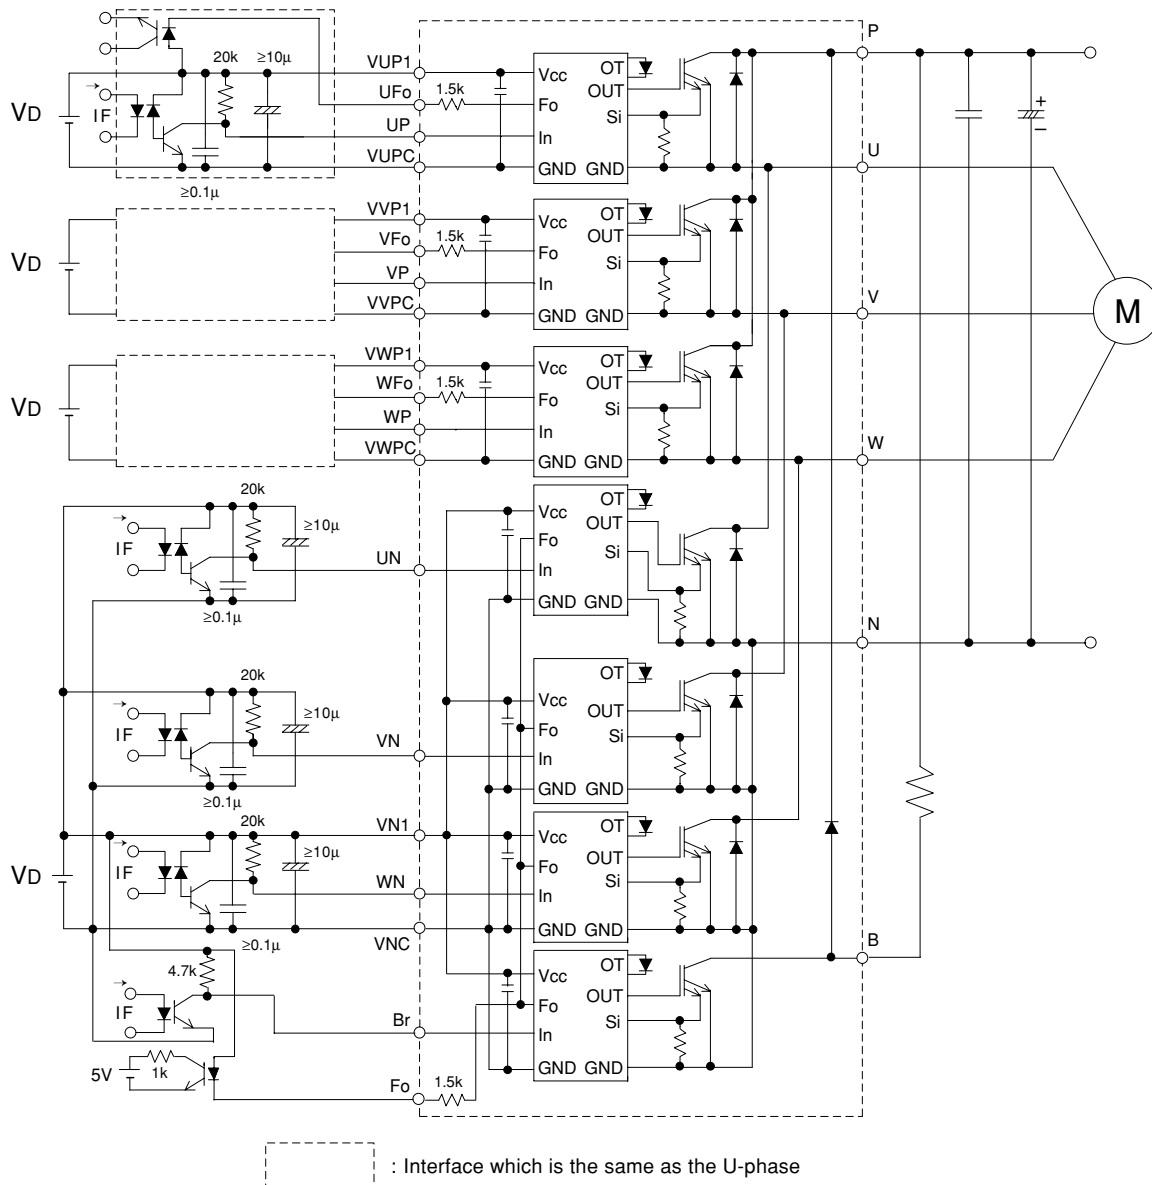 P
20k
≥10µ
VUP1
Vcc
OT
OUT
UFo
1.5k
Fo
Si
VD
IF
UP
In
VUPC
GND GND
U
≥0.1µ
+
–
VVP1
Vcc
OT
OUT
VFo
1.5k
Fo
Si
VD
VP
In
VVPC
GND GND
V
M
VWP1
Vcc
OT
OUT
WFo
1.5k
Fo
Si
VD
WP
In
VWPC
GND GND
W
20k
≥10µ
IF
UN
≥0.1µ
Vcc
OT
OUT
Fo
Si
In
GND GND
N
20k
≥10µ
IF
VN
≥0.1µ
Vcc
OT
OUT
Fo
Si
In
GND GND
20k
≥10µ
VN1
VD
IF
WN
≥0.1µ
VNC
Vcc
OT
OUT
Fo
Si
In
GND GND
B
4.7k
IF
Br
5V
1k
Fo
1.5k
Vcc
OT
OUT
Fo
Si
In
GND GND
: Interface which is the same as the U-phase